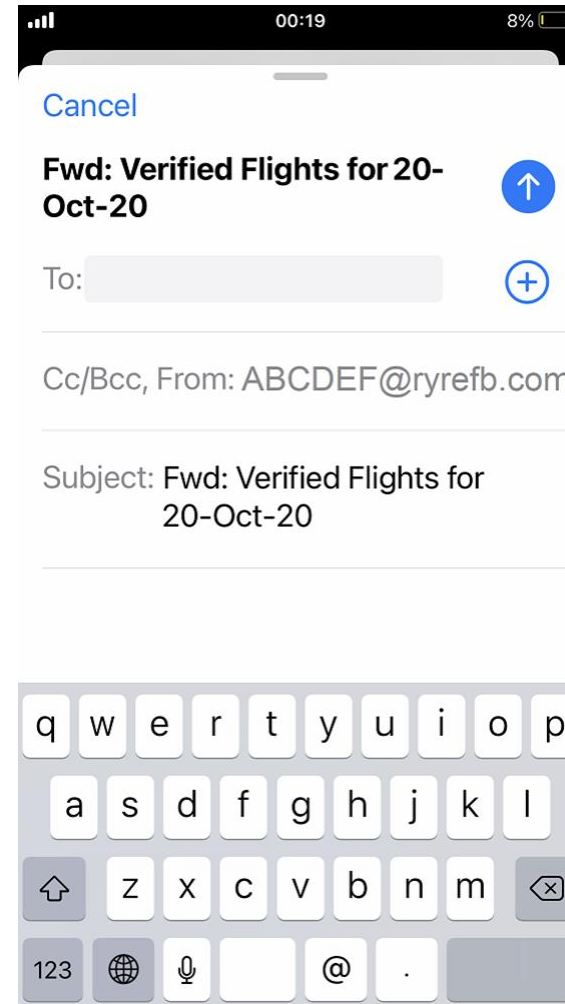 00:19
8%
Cancel
Fwd: Verified Flights for 20-
Oct-20
To:
Cc/Bcc, From: ABCDEF@ryrefb.com
Subject: Fwd: Verified Flights for
20-Oct-20
q w e r t y u i o p
a s d f g h j k l
z x c v b n m
123 @ .